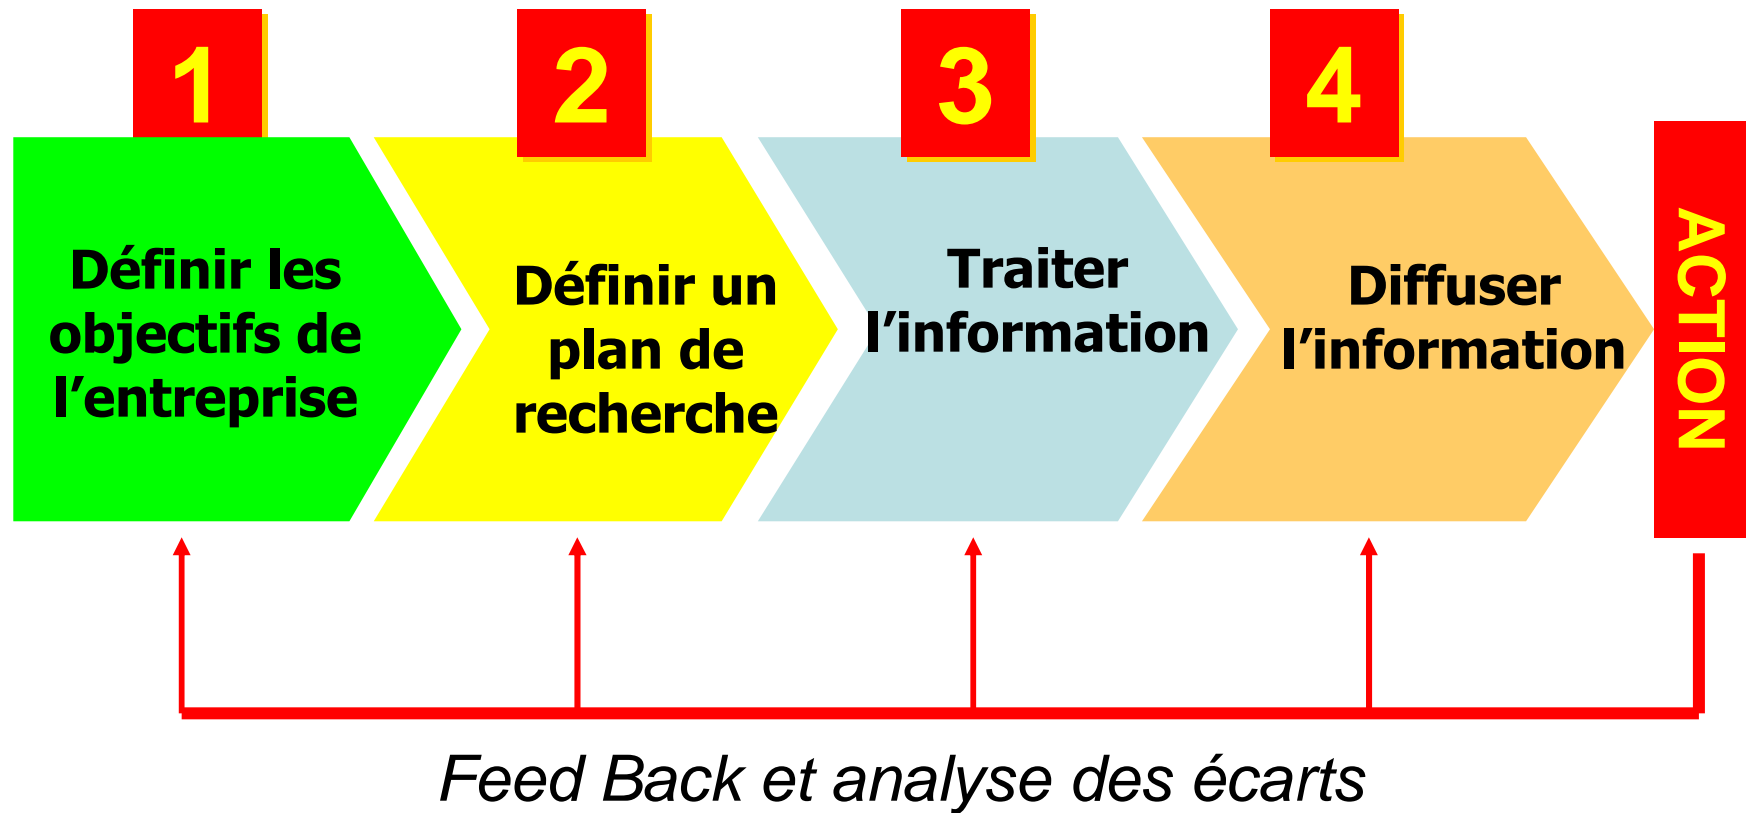 1
Définir les
objectifs de
l’entreprise
2
Définir un
plan de
recherche
3
Traiter
l’information
4
Diffuser
l’information
ACTION
Feed Back et analyse des écarts